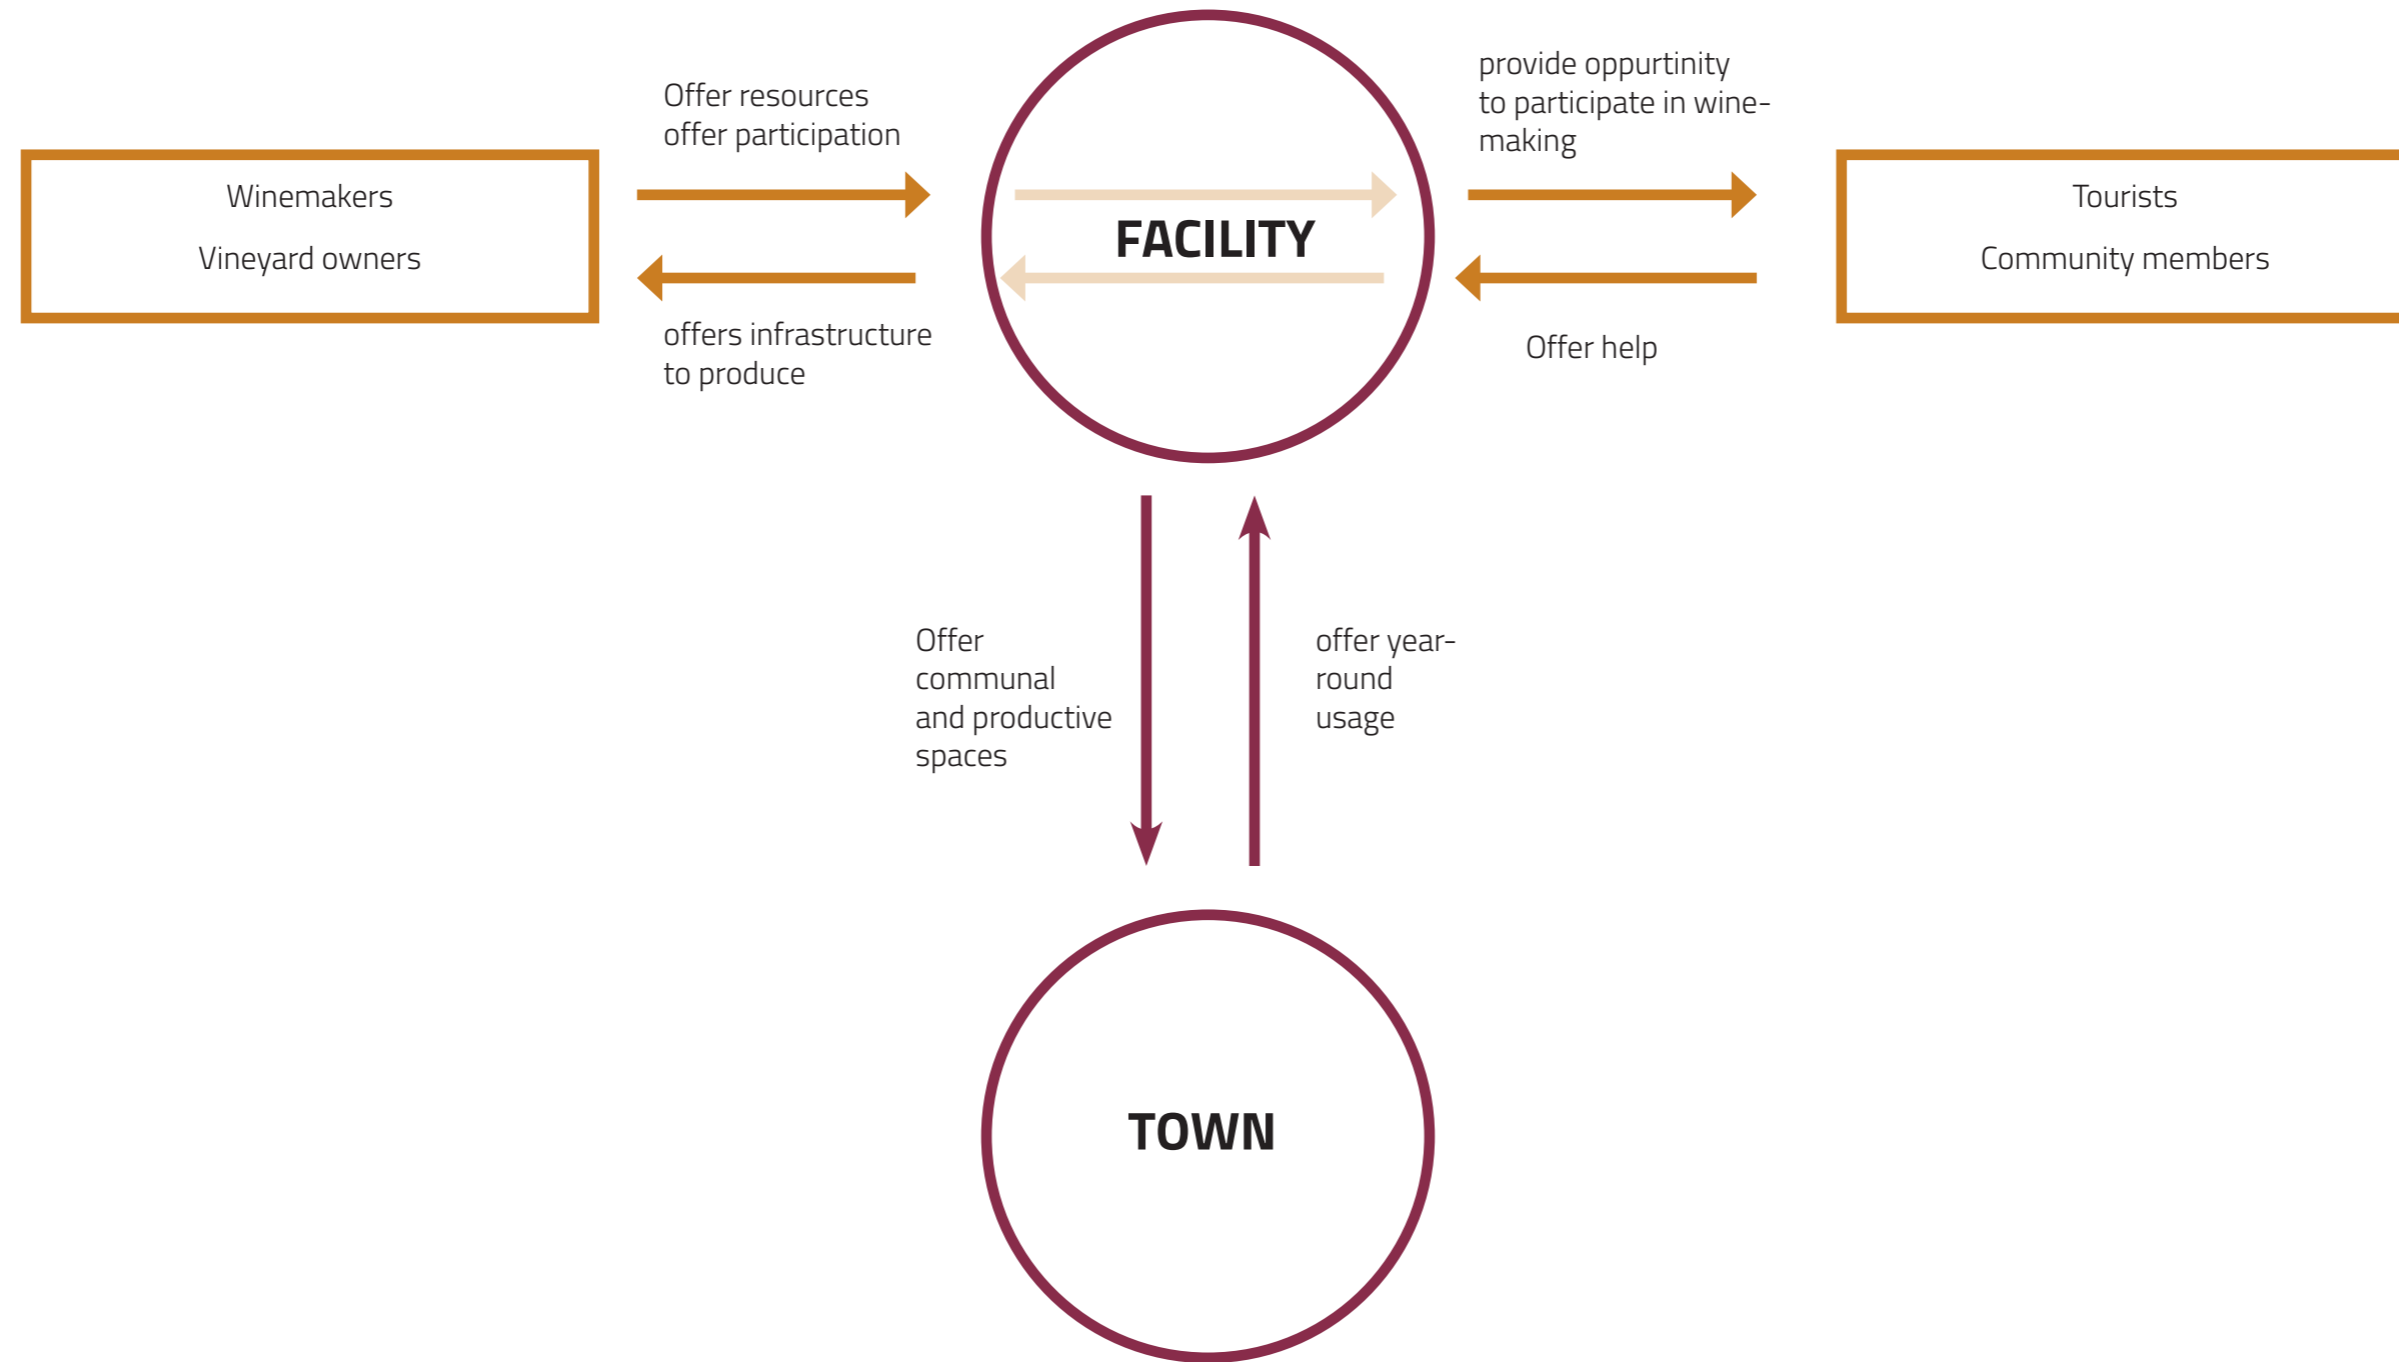 Winemakers
Vineyard owners
Offer resources
offer participation
offers infrastructure
to produce
FACILITY
provide oppurtinity
to participate in wine-
making
Offer help
Tourists
Community members
Offer
communal
and productive
spaces
offer year-
round
usage
TOWN